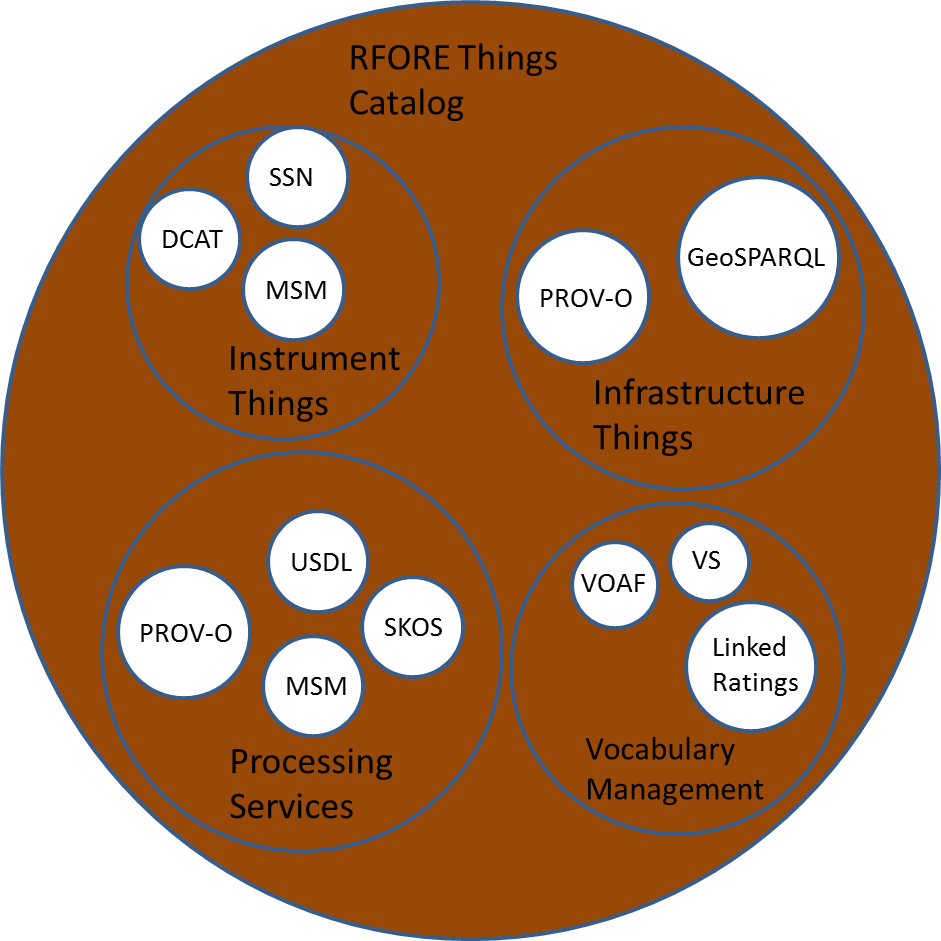 RFORE Things
Catalog
SSN
DCAT
MSM
Instrument
Things
GeoSPARQL
PROV-O
Infrastructure
Things
USDL
SKOS
PROV-O
MSM
Processing
Services
VS
VOAF
Linked
Ratings
Vocabulary
Management